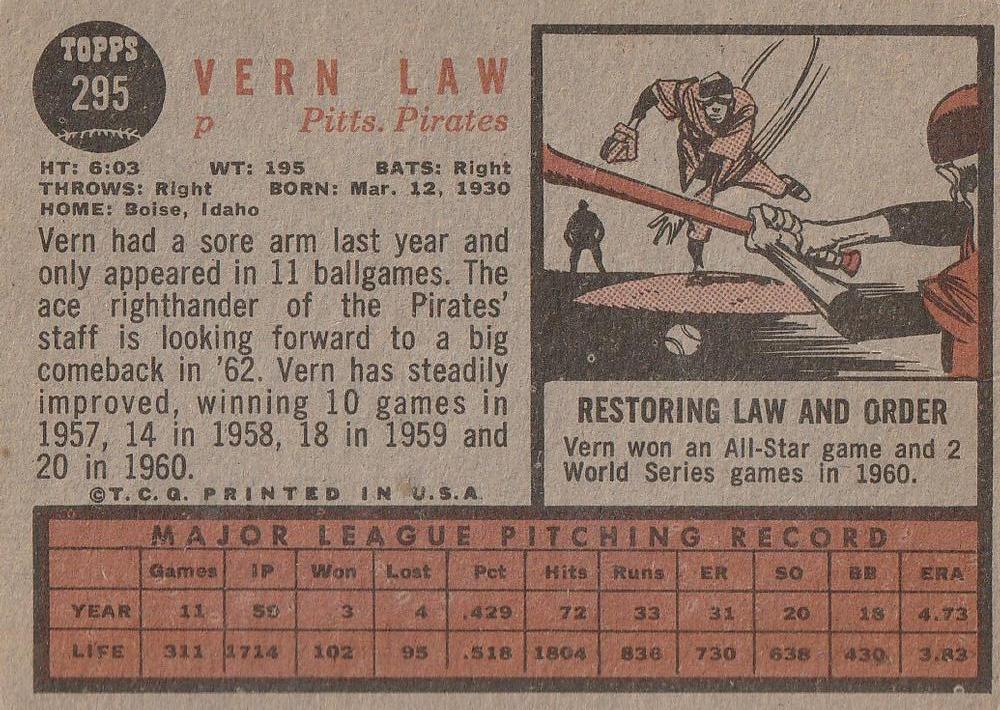 TOPPS
295
VERN LAW
p Pitts. Pirates
HT: 6:03 WT: 195 BATS: Right
THROWS: Right BORN: Mar. 12, 1930
HOME: Boise, Idaho
Vern had a sore arm last year and
only appeared in 11 ballgames. The
ace righthander of the Pirates'
staff is looking forward to a big
comeback in '62. Vern has steadily
improved, winning 10 games in
1957, 14 in 1958, 18 in 1959 and
20 in 1960.
©T.C.G. PRINTED IN U.S.A.
RESTORING LAW AND ORDER
Vern won an All-Star game and 2
World Series games in 1960.
MAJOR LEAGUE PITCHING RECORD
Games IP Won Lost Pct Hits Runs ER SO BB ERA
YEAR 11 59 3 4 .429 72 33 31 20 18 4.73
LIFE 311 1714 102 95 .518 1804 836 730 638 430 3.83